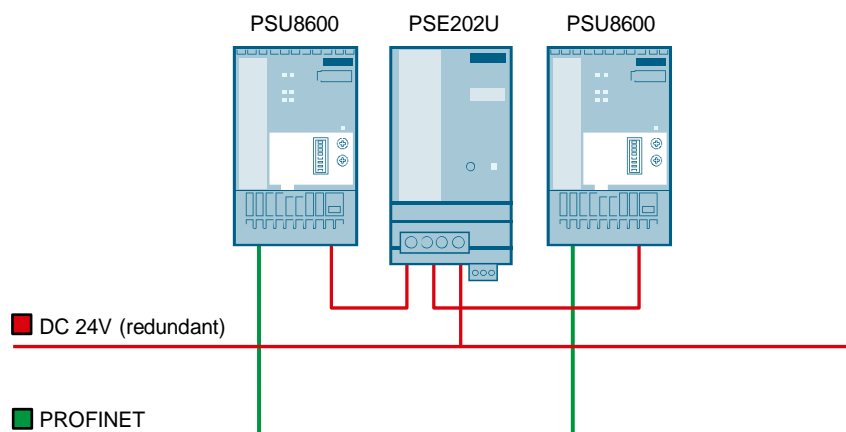 PSU8600
PSE202U
PSU8600
DC 24V (redundant)
PROFINET